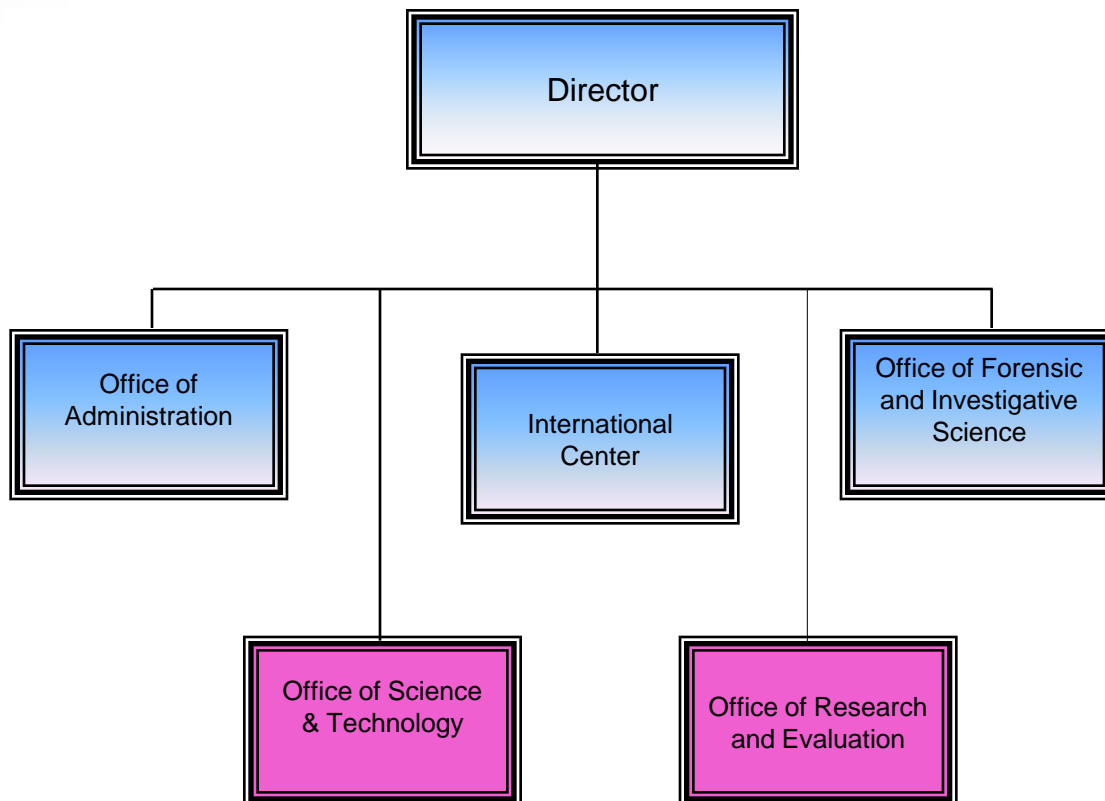 Director
Office of
Administration
International
Center
Office of Forensic
and Investigative
Science
Office of Science
& Technology
Office of Research
and Evaluation